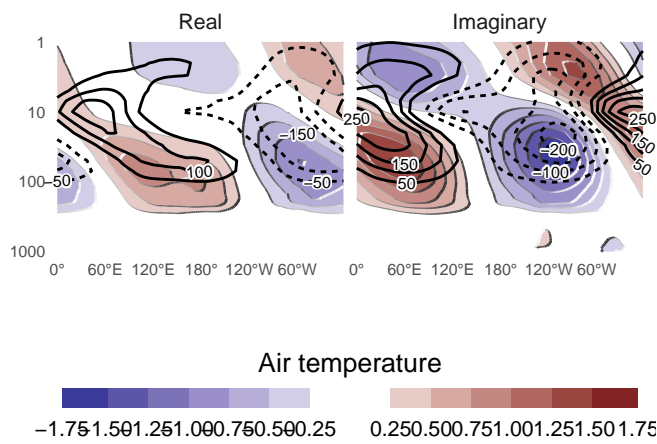 Real Imaginary
1
10
100
1000
−50 100 −150 −50 250 150 50 −200 −100 250 150 50
0° 60°E 120°E 180° 120°W 60°W 0° 60°E 120°E 180° 120°W 60°W
Air temperature
−1.75 −1.50 −1.25 −1.00 −0.75 −0.50 −0.25 0.25 0.50 0.75 1.00 1.25 1.50 1.75